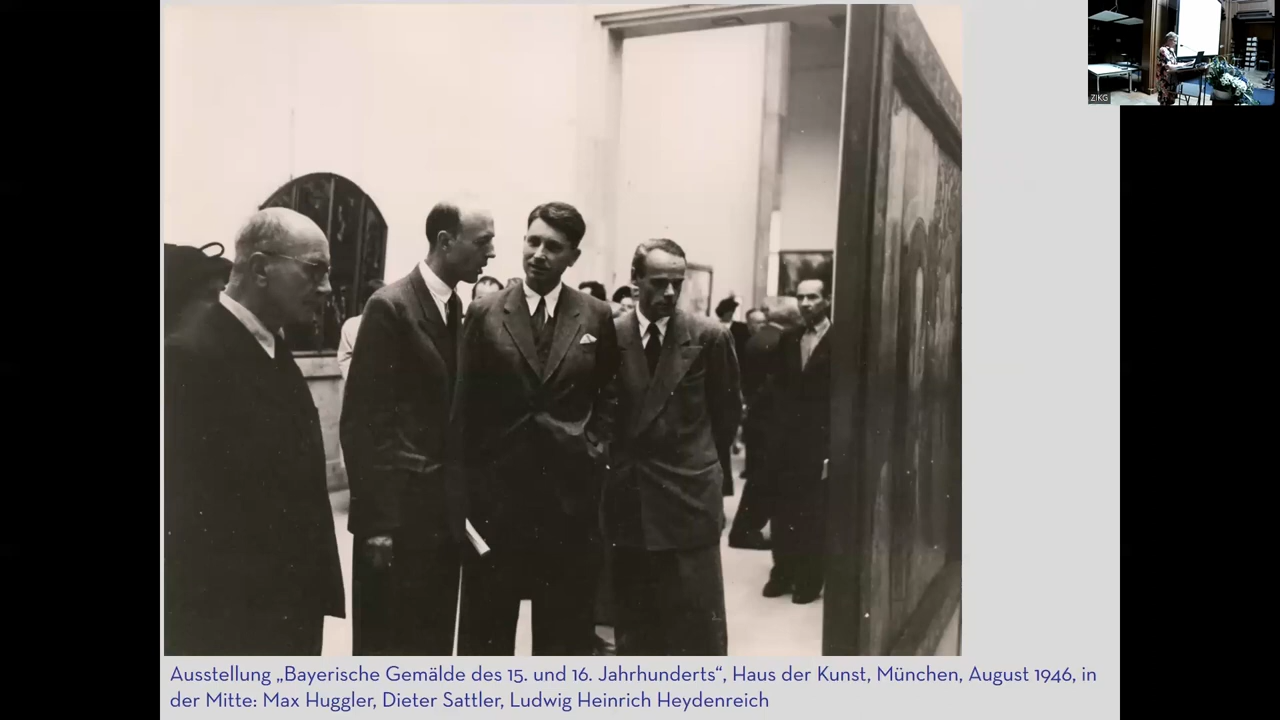 ZIKG
Ausstellung „Bayerische Gemälde des 15. und 16. Jahrhunderts“, Haus der Kunst, München, August 1946, in
der Mitte: Max Huggler, Dieter Sattler, Ludwig Heinrich Heydenreich